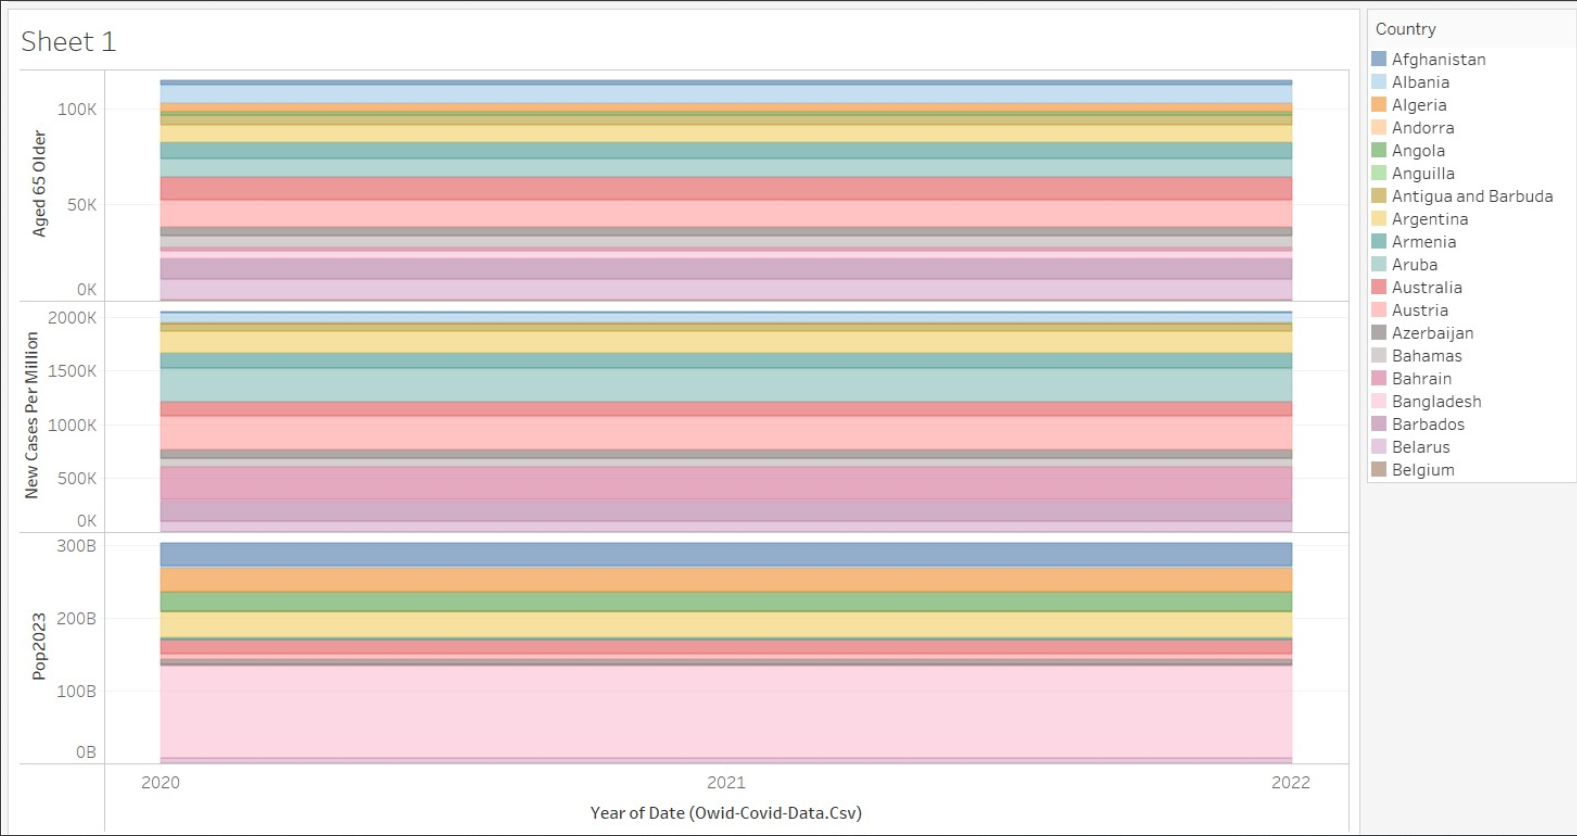 Sheet 1
Aged 65 Older
100K
50K
0K
New Cases Per Million
2000K
1500K
1000K
500K
0K
Pop2023
300B
200B
100B
0B
2020
2021
2022
Year of Date (Owid-Covid-Data.Csv)
Country
Afghanistan
Albania
Algeria
Andorra
Angola
Anguilla
Antigua and Barbuda
Argentina
Armenia
Aruba
Australia
Austria
Azerbaijan
Bahamas
Bahrain
Bangladesh
Barbados
Belarus
Belgium